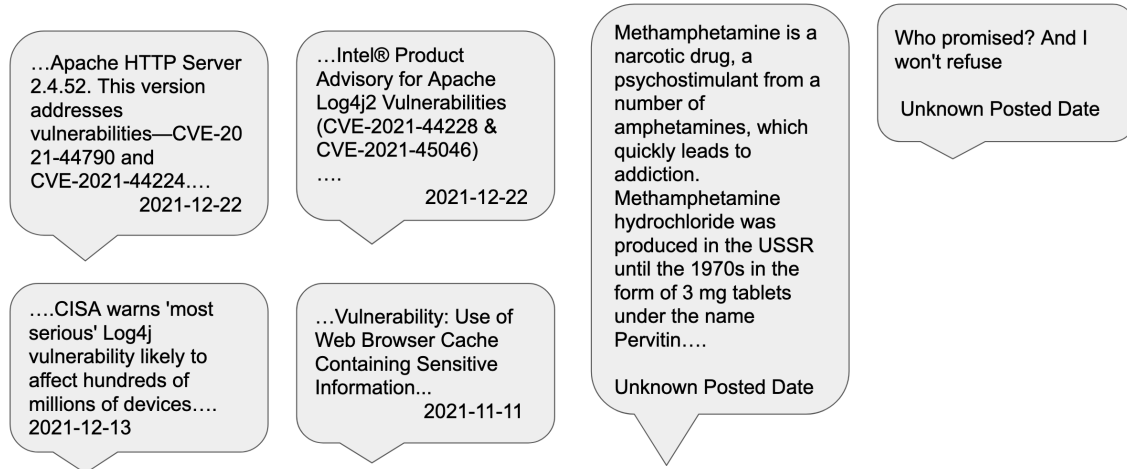 …Apache HTTP Server
2.4.52. This version
addresses
vulnerabilities—CVE-20
21-44790 and
CVE-2021-44224.…
2021-12-22
…Intel® Product
Advisory for Apache
Log4j2 Vulnerabilities
(CVE-2021-44228 &
CVE-2021-45046)
….
2021-12-22
Methamphetamine is a
narcotic drug, a
psychostimulant from a
number of
amphetamines, which
quickly leads to
addiction.
Methamphetamine
hydrochloride was
produced in the USSR
until the 1970s in the
form of 3 mg tablets
under the name
Pervitin….
Unknown Posted Date
Who promised? And I
won't refuse
Unknown Posted Date
….CISA warns 'most
serious' Log4j
vulnerability likely to
affect hundreds of
millions of devices….
2021-12-13
…Vulnerability: Use of
Web Browser Cache
Containing Sensitive
Information...
2021-11-11